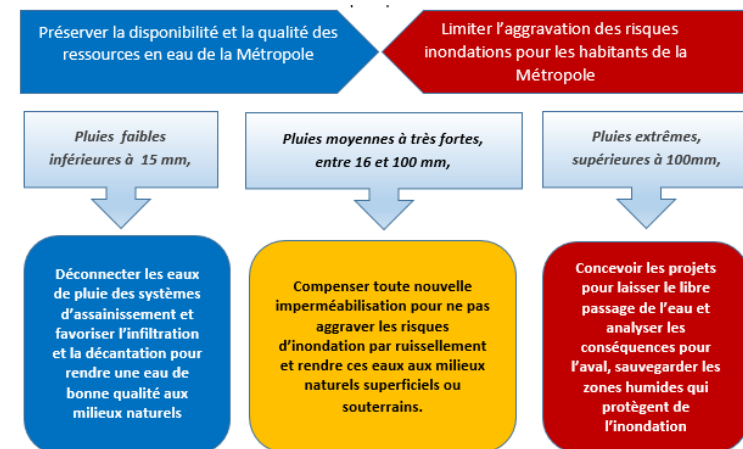 Préserver la disponibilité et la qualité des
ressources en eau de la Métropole
Limiter l'aggravation des risques
inondations pour les habitants de la
Métropole
Pluies faibles
inférieures à 15 mm,
Pluies moyennes à très fortes,
entre 16 et 100 mm,
Pluies extrêmes,
supérieures à 100mm,
Déconnecter les eaux
de pluie des systèmes
d'assainissement et
favoriser l'infiltration
et la décantation pour
rendre une eau de
bonne qualité aux
milieux naturels
Compenser toute nouvelle
imperméabilisation pour ne pas
aggraver les risques
d'inondation par ruissellement
et rendre ces eaux aux milieux
naturels superficiels ou
souterrains.
Concevoir les projets
pour laisser le libre
passage de l'eau et
analyser les
conséquences pour
l'aval, sauvegarder les
zones humides qui
protègent de
l'inondation